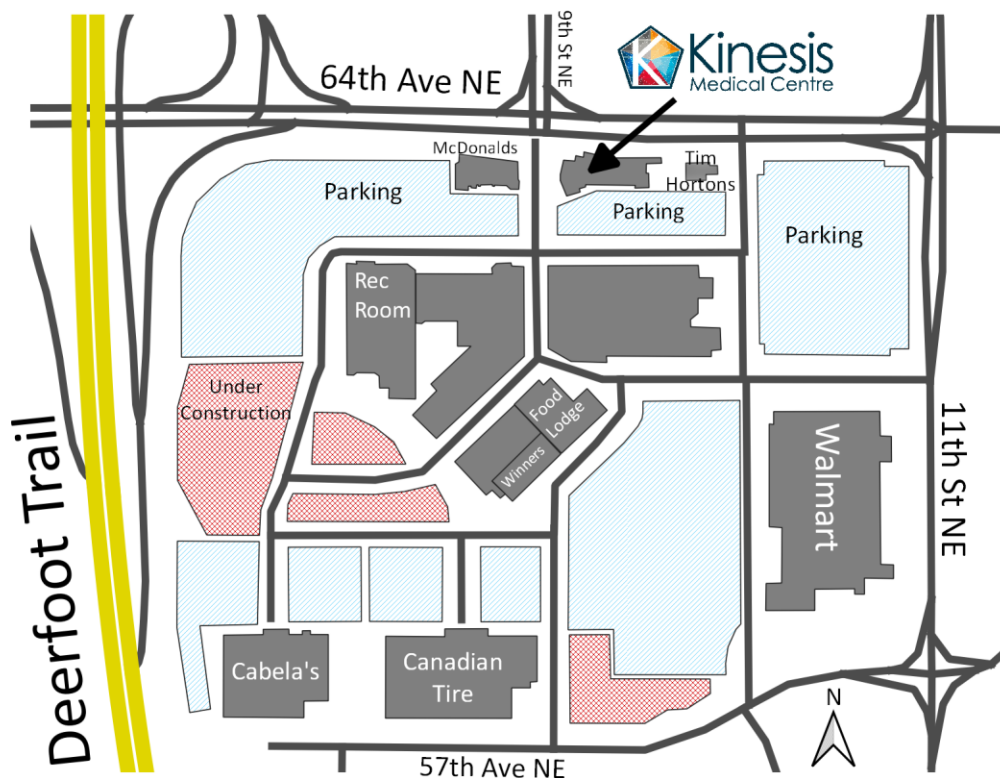 9th St NE
Kinesis
Medical Centre
64th Ave NE
McDonalds
Tim
Hortons
Parking
Parking
Parking
Rec
Room
Under
Construction
Food
Lodge
Winners
Walmart
11th St NE
Deerfoot Trail
Cabela's
Canadian
Tire
N
57th Ave NE